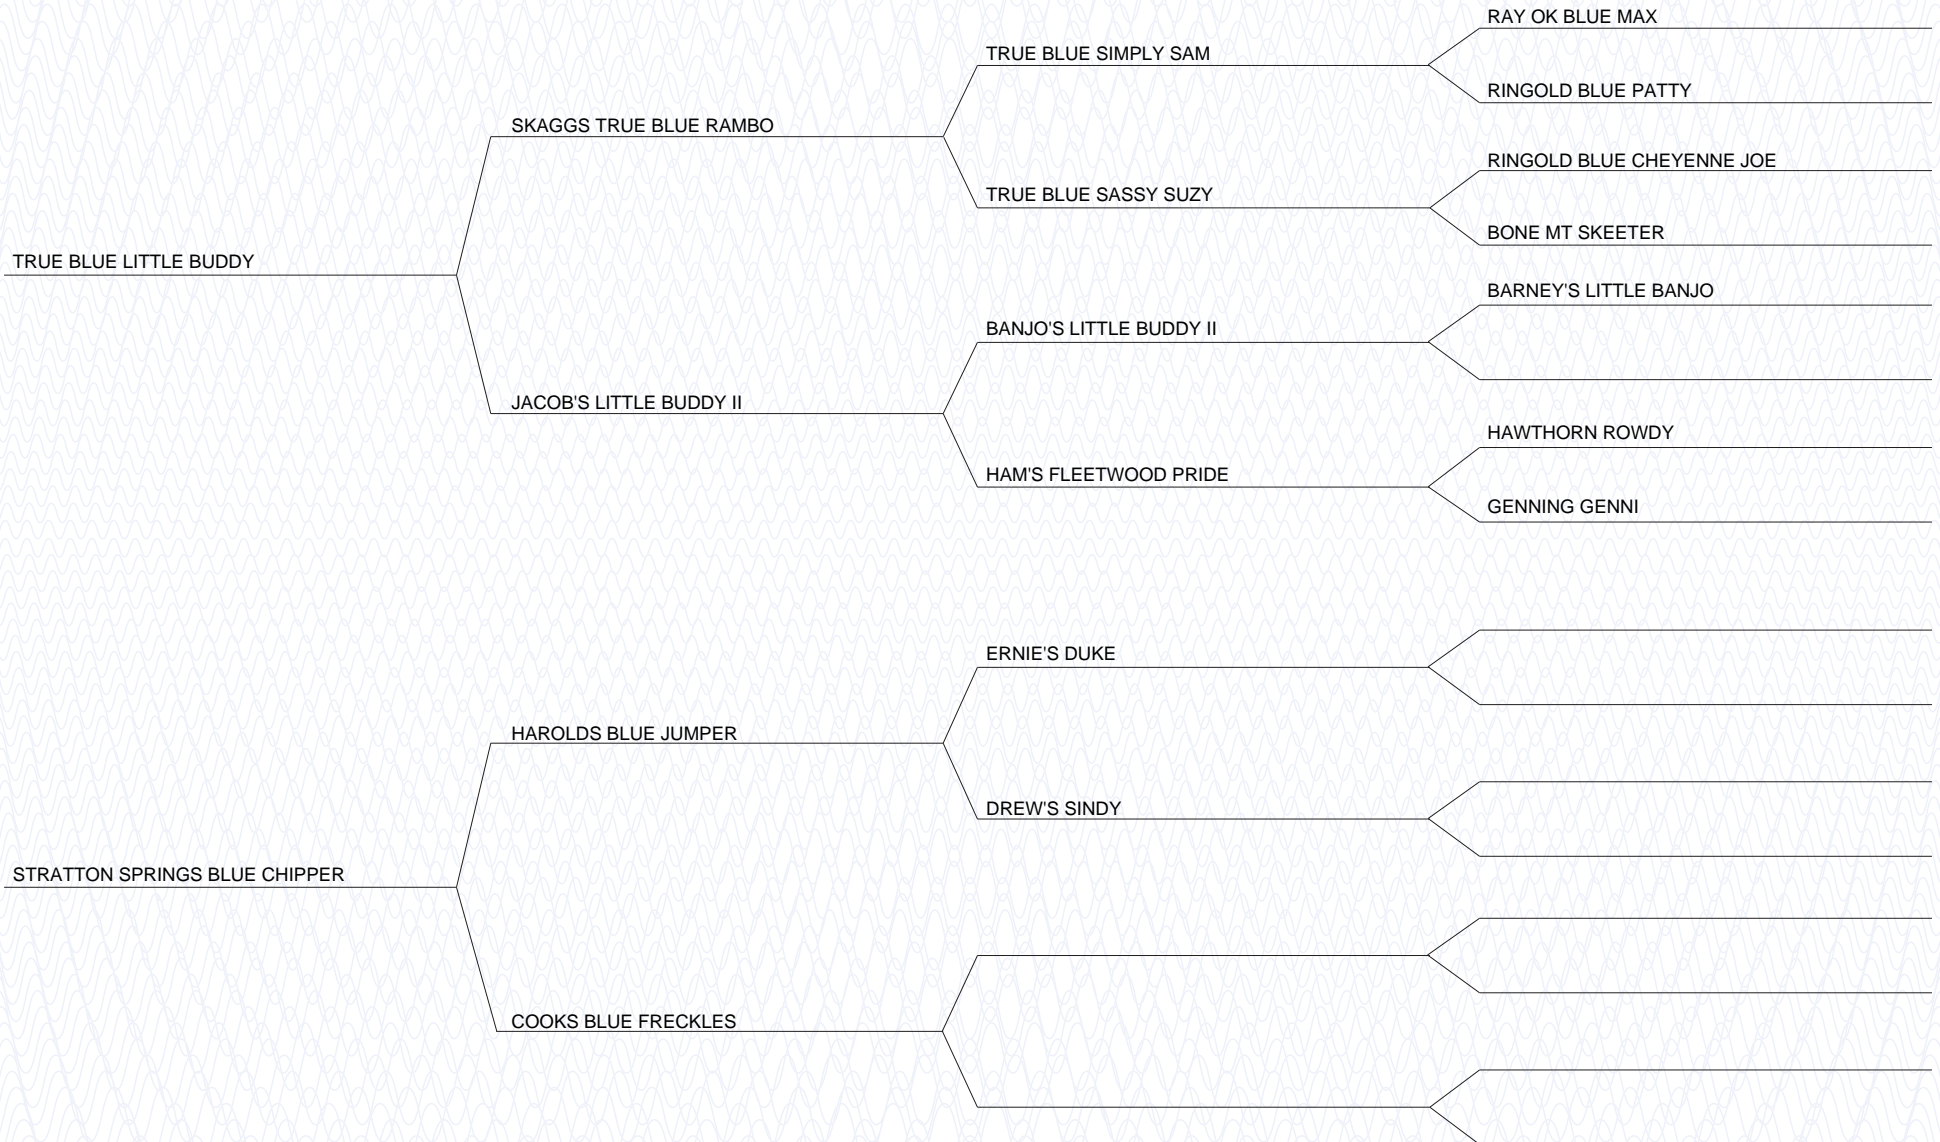 RAY OK BLUE MAX
TRUE BLUE SIMPLY SAM
RINGOLD BLUE PATTY
SKAGGS TRUE BLUE RAMBO
RINGOLD BLUE CHEYENNE JOE
TRUE BLUE SASSY SUZY
BONE MT SKEETER
TRUE BLUE LITTLE BUDDY
BARNEY'S LITTLE BANJO
BANJO'S LITTLE BUDDY II
JACOB'S LITTLE BUDDY II
HAWTHORN ROWDY
HAM'S FLEETWOOD PRIDE
GENNING GENNI
ERNIE'S DUKE
HAROLDS BLUE JUMPER
DREW'S SINDY
STRATTON SPRINGS BLUE CHIPPER
COOKS BLUE FRECKLES